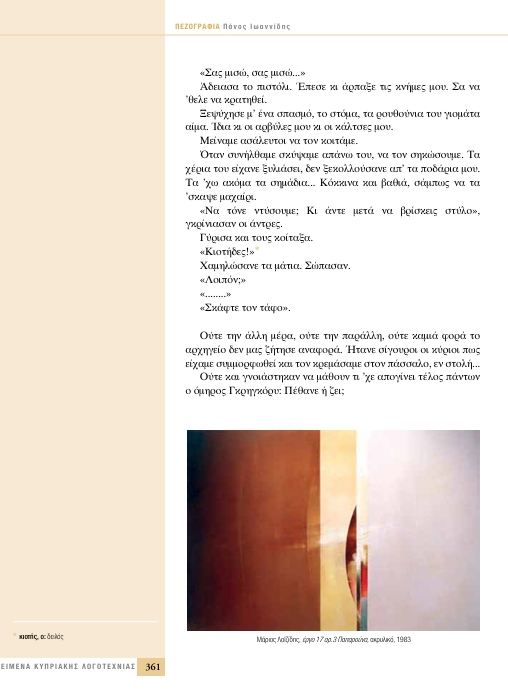 ΠΕΖΟΓΡΑΦΙΑ Πάνος Ιωαννίδης
«Σας μισώ, σας μισώ...»
Άδειασα το πιστόλι. Έπεσε κι άρπαξε τις κνήμες μου. Σα να
'θελε να κρατηθεί.
Ξεψύχησε μ' ένα σπασμό, το στόμα, τα ρουθούνια του γιομάτα
αίμα. Ίδια κι οι αρβύλες μου κι οι κάλτσες μου.
Μείναμε ασάλευτοι να τον κοιτάμε.
Όταν συνήλθαμε σκύψαμε απάνω του, να τον σηκώσουμε. Τα
χέρια του είχανε ξυλιάσει, δεν ξεκολλούσανε απ' τα ποδάρια μου.
Τα 'χω ακόμα τα σημάδια... Κόκκινα και βαθιά, σάμπως να τα
'σκαψε μαχαίρι.
«Να τόνε ντύσουμε; Κι άντε μετά να βρίσκεις στύλο»,
γκρίνιασαν οι άντρες.
Γύρισα και τους κοίταξα.
«Κιοτήδες!»*
Χαμηλώσανε τα μάτια. Σώπασαν.
«Λοιπόν;»
«........»
«Σκάφτε τον τάφο».
Ούτε την άλλη μέρα, ούτε την παράλλη, ούτε καμιά φορά το
αρχηγείο δεν μας ζήτησε αναφορά. Ήτανε σίγουροι οι κύριοι πως
είχαμε συμμορφωθεί και τον κρεμάσαμε στον πάσσαλο, εν στολή...
Ούτε και γνοιάστηκαν να μάθουν τι 'χε απογίνει τέλος πάντων
ο όμηρος Γκρηγκόρυ: Πέθανε ή ζει;
Μάριος Λοϊζίδης, έργο 17 αρ.3 Παπαρούνα, ακρυλικό, 1983
* κιοτής, ο: δειλός
ΕΙΜΕΝΑ ΚΥΠΡΙΑΚΗΣ ΛΟΓΟΤΕΧΝΙΑΣ 361